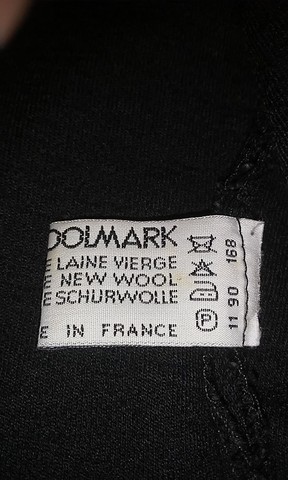 OOLMARK
E LAINE VIERGE
E NEW WOOL
E SCHURWOLLE
E IN FRANCE
P
11 90 168